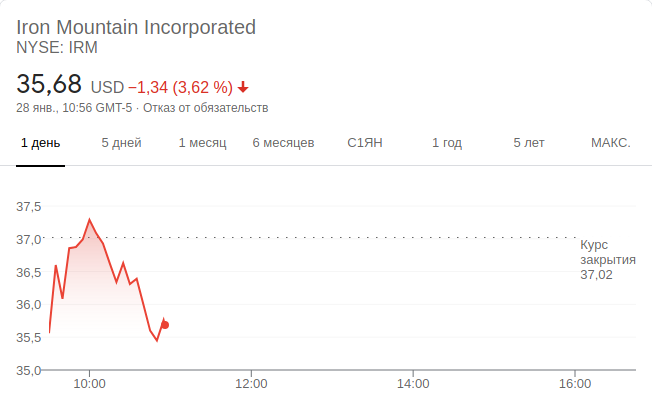 Iron Mountain Incorporated
NYSE: IRM
35,68 USD −1,34 (3,62 %)
28 янв., 10:56 GMT-5 · Отказ от обязательств
1 день 5 дней 1 месяц 6 месяцев С1ЯН 1 год 5 лет МАКС.
37,5
37,0
Курс
закрытия
36,5
37,02
36,0
35,5
35,0
10:00 12:00 14:00 16:00